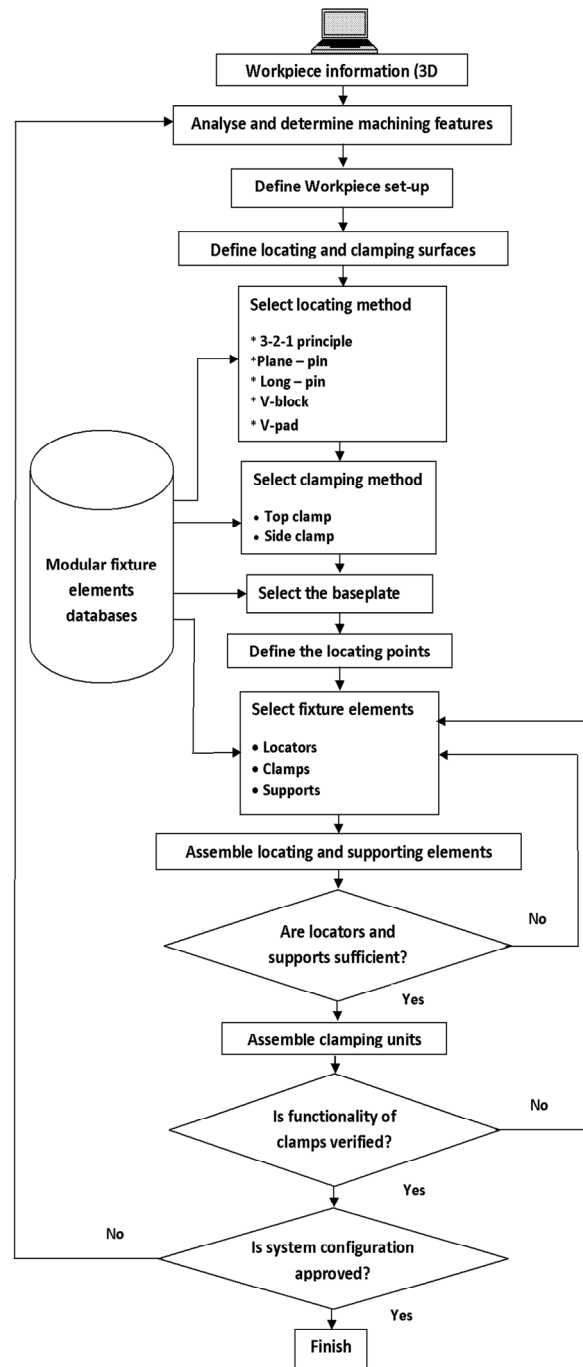 Workpiece information (3D
Analyse and determine machining features
Define Workpiece set-up
Define locating and clamping surfaces
Select locating method
* 3-2-1 principle
*Plane – pin
* Long – pin
* V-block
* V-pad
Select clamping method
• Top clamp
• Side clamp
Modular fixture
elements
databases
Select the baseplate
Define the locating points
Select fixture elements
• Locators
• Clamps
• Supports
Assemble locating and supporting elements
Are locators and
supports sufficient?
No
Yes
Assemble clamping units
Is functionality of
clamps verified?
No
Yes
Is system configuration
approved?
No
Yes
Finish